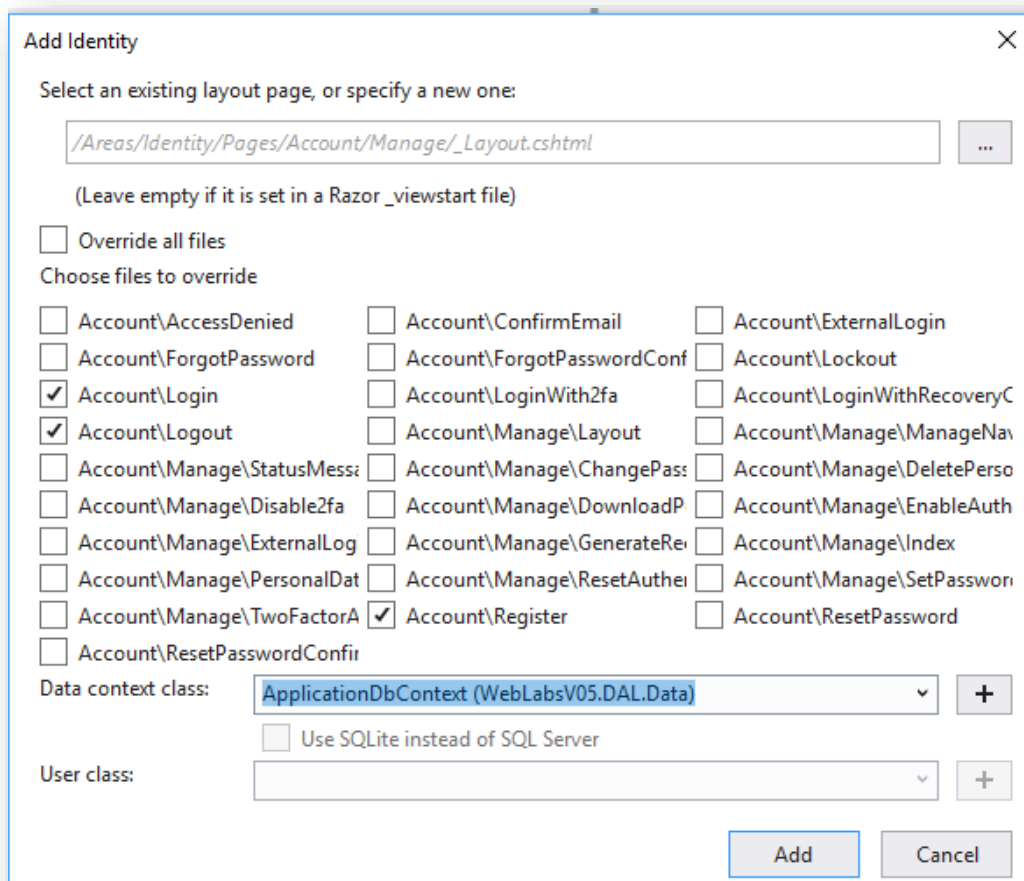 Add Identity
Select an existing layout page, or specify a new one:
/Areas/Identity/Pages/Account/Manage/_Layout.cshtml
...
(Leave empty if it is set in a Razor _viewstart file)
Override all files
Choose files to override
Account\AccessDenied Account\ConfirmEmail Account\ExternalLogin
Account\ForgotPassword Account\ForgotPasswordConf Account\Lockout
Account\Login Account\LoginWith2fa Account\LoginWithRecoveryC
Account\Logout Account\Manage\Layout Account\Manage\ManageNav
Account\Manage\StatusMessa Account\Manage\ChangePass Account\Manage\DeletePerso
Account\Manage\Disable2fa Account\Manage\DownloadP Account\Manage\EnableAuth
Account\Manage\ExternalLogi Account\Manage\GenerateRe Account\Manage\Index
Account\Manage\PersonalDat Account\Manage\ResetAuthen Account\Manage\SetPassword
Account\Manage\TwoFactorA Account\Register Account\ResetPassword
Account\ResetPasswordConfir
Data context class: ApplicationDbContext (WebLabsV05.DAL.Data) +
Use SQLite instead of SQL Server
User class: +
Add Cancel